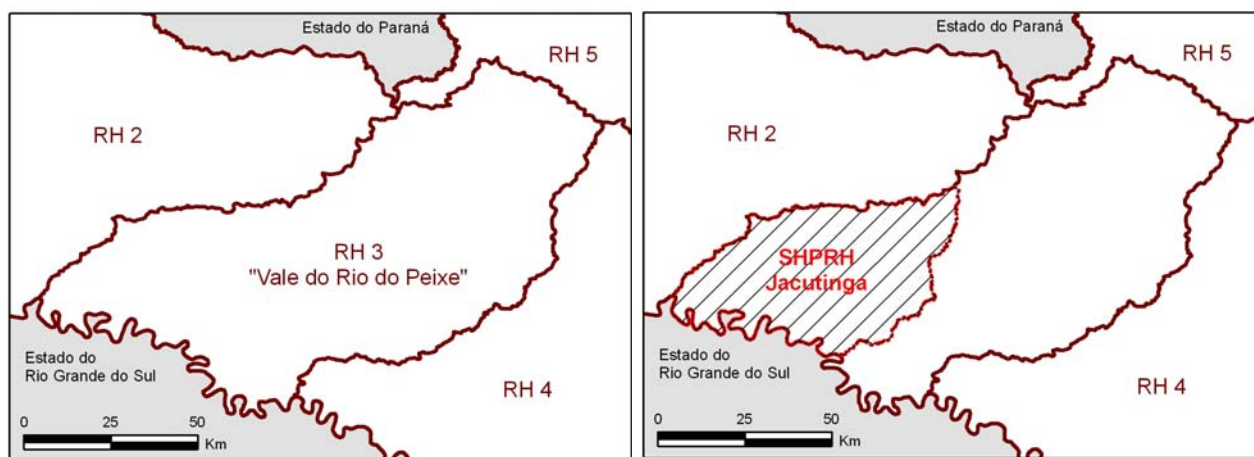 Estado do Paraná
RH 5
RH 2
RH 3
"Vale do Rio do Peixe"
Estado do
Rio Grande do Sul
RH 4
0 25 50
Km
Estado do Paraná
RH 5
RH 2
SHPRH
Jacutinga
Estado do
Rio Grande do Sul
RH 4
0 25 50
Km